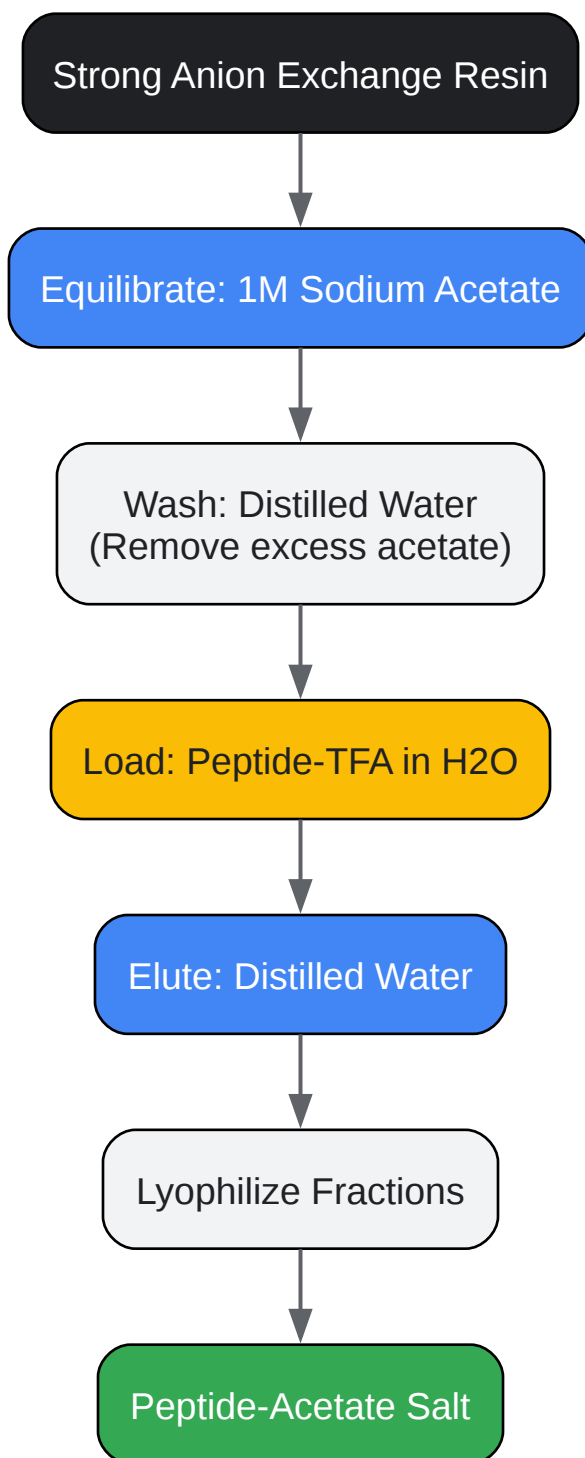 Strong Anion Exchange Resin
Equilibrate: 1M Sodium Acetate
Wash: Distilled Water
(Remove excess acetate)
Load: Peptide-TFA in H2O
Elute: Distilled Water
Lyophilize Fractions
Peptide-Acetate Salt